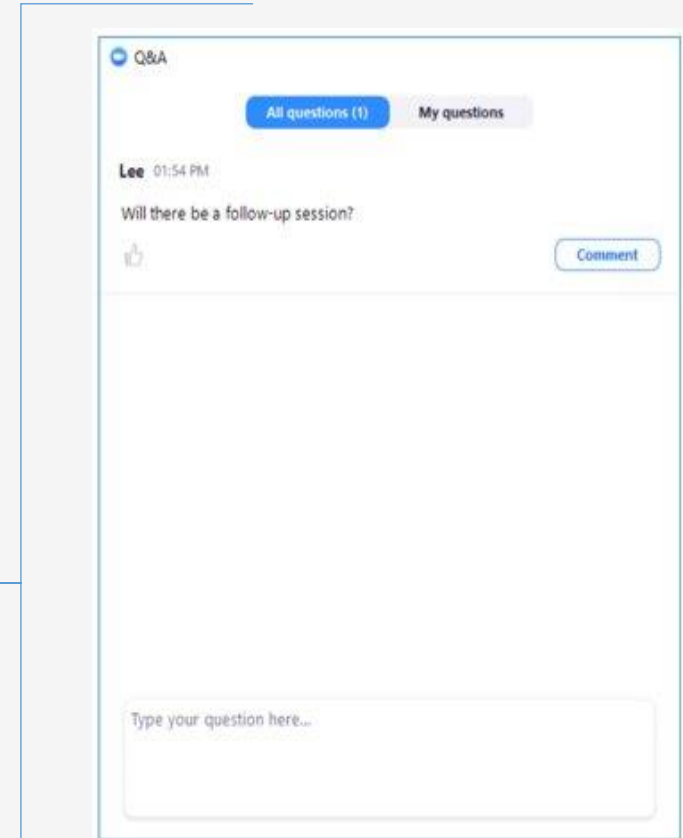 Q&A
All questions (1) My questions
Lee 01:54 PM
Will there be a follow-up session?
Comment
Type your question here...